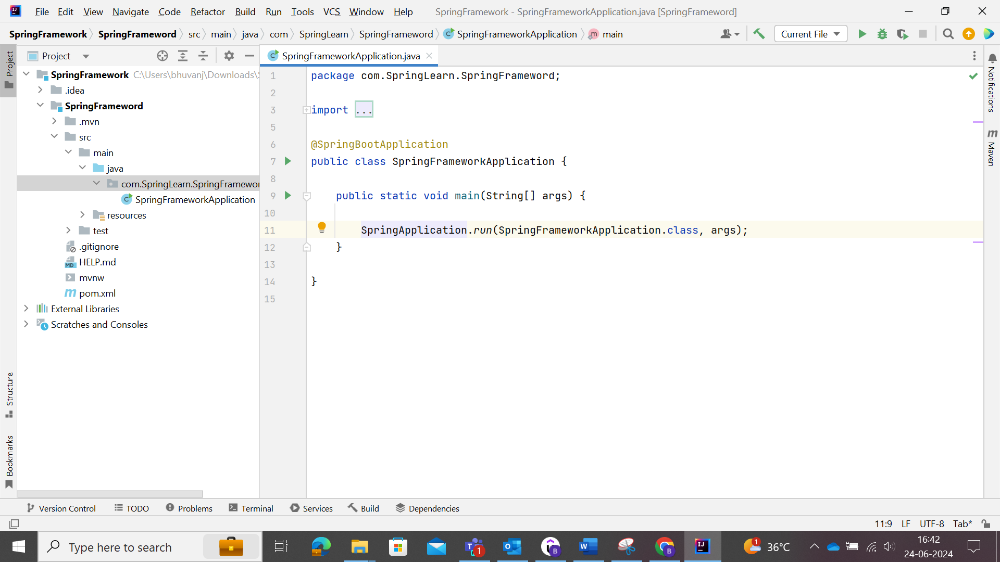 File Edit View Navigate Code Refactor Build Run Tools VCS Window Help SpringFramework - SpringFrameworkApplication.java [SpringFrameword]
SpringFramework SpringFrameword src main java com SpringLearn SpringFrameword SpringFrameworkApplication main Current File
Project
SpringFrameworkApplication.java
Project
SpringFramework C:\Users\bhuvanj\Downloads\
.idea
SpringFrameword
.mvn
src
main
java
com.SpringLearn.SpringFramewor
SpringFrameworkApplication
resources
test
.gitignore
HELP.md
mvnw
pom.xml
External Libraries
Scratches and Consoles
Structure
Bookmarks
1 package com.SpringLearn.SpringFrameword;
2
3 import ...
5
6 @SpringBootApplication
7 public class SpringFrameworkApplication {
8
9 public static void main(String[] args) {
10
11 SpringApplication.run(SpringFrameworkApplication.class, args);
12 }
13
14 }
15
Notifications
Maven
Version Control TODO Problems Terminal Services Build Dependencies
11:9 LF UTF-8 Tab*
Type here to search
1
B
B
1
36°C
16:42
24-06-2024